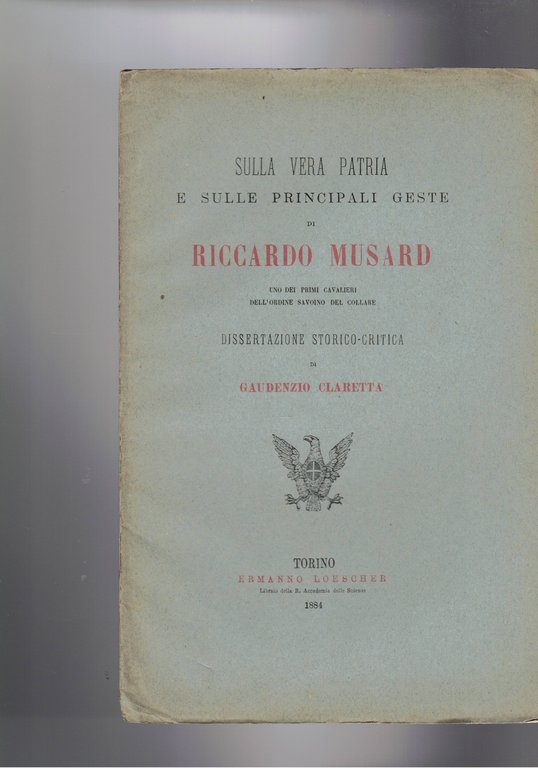 SULLA VERA PATRIA
E SULLE PRINCIPALI GESTE
DI
RICCARDO MUSARD
UNO DEI PRIMI CAVALIERI
DELL'ORDINE SAVOINO DEL COLLARE
DISSERTAZIONE STORICO-CRITICA
DI
GAUDENZIO CLARETTA
TORINO
ERMANNO LOESCHER
Libraio della R. Accademia delle Scienze
1884